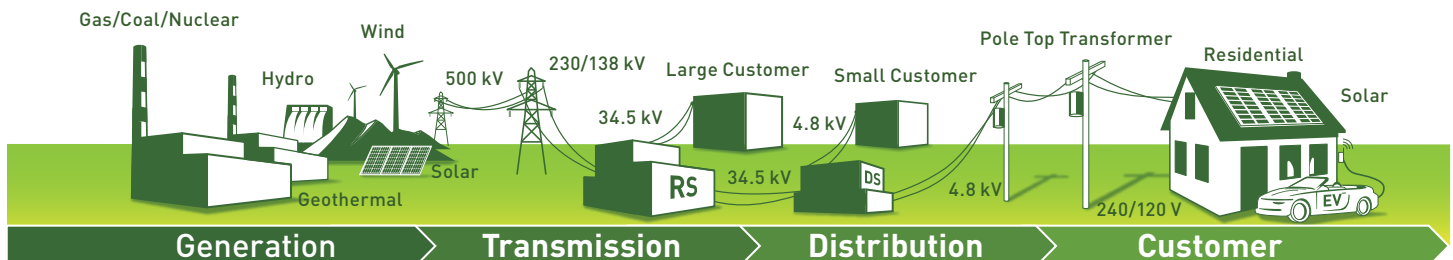 Gas/Coal/Nuclear
Hydro
Wind
Solar
Geothermal
500 kV
230/138 kV
34.5 kV
Large Customer
RS
34.5 kV
4.8 kV
Small Customer
DS
4.8 kV
Pole Top Transformer
240/120 V
Residential
Solar
EV
Generation
Transmission
Distribution
Customer